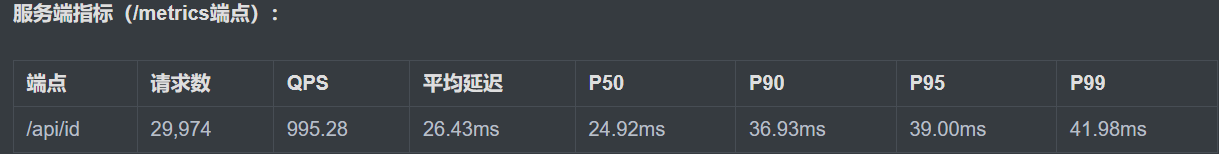 服务端指标（/metrics端点）：
端点 请求数 QPS 平均延迟 P50 P90 P95 P99
/api/id 29,974 995.28 26.43ms 24.92ms 36.93ms 39.00ms 41.98ms